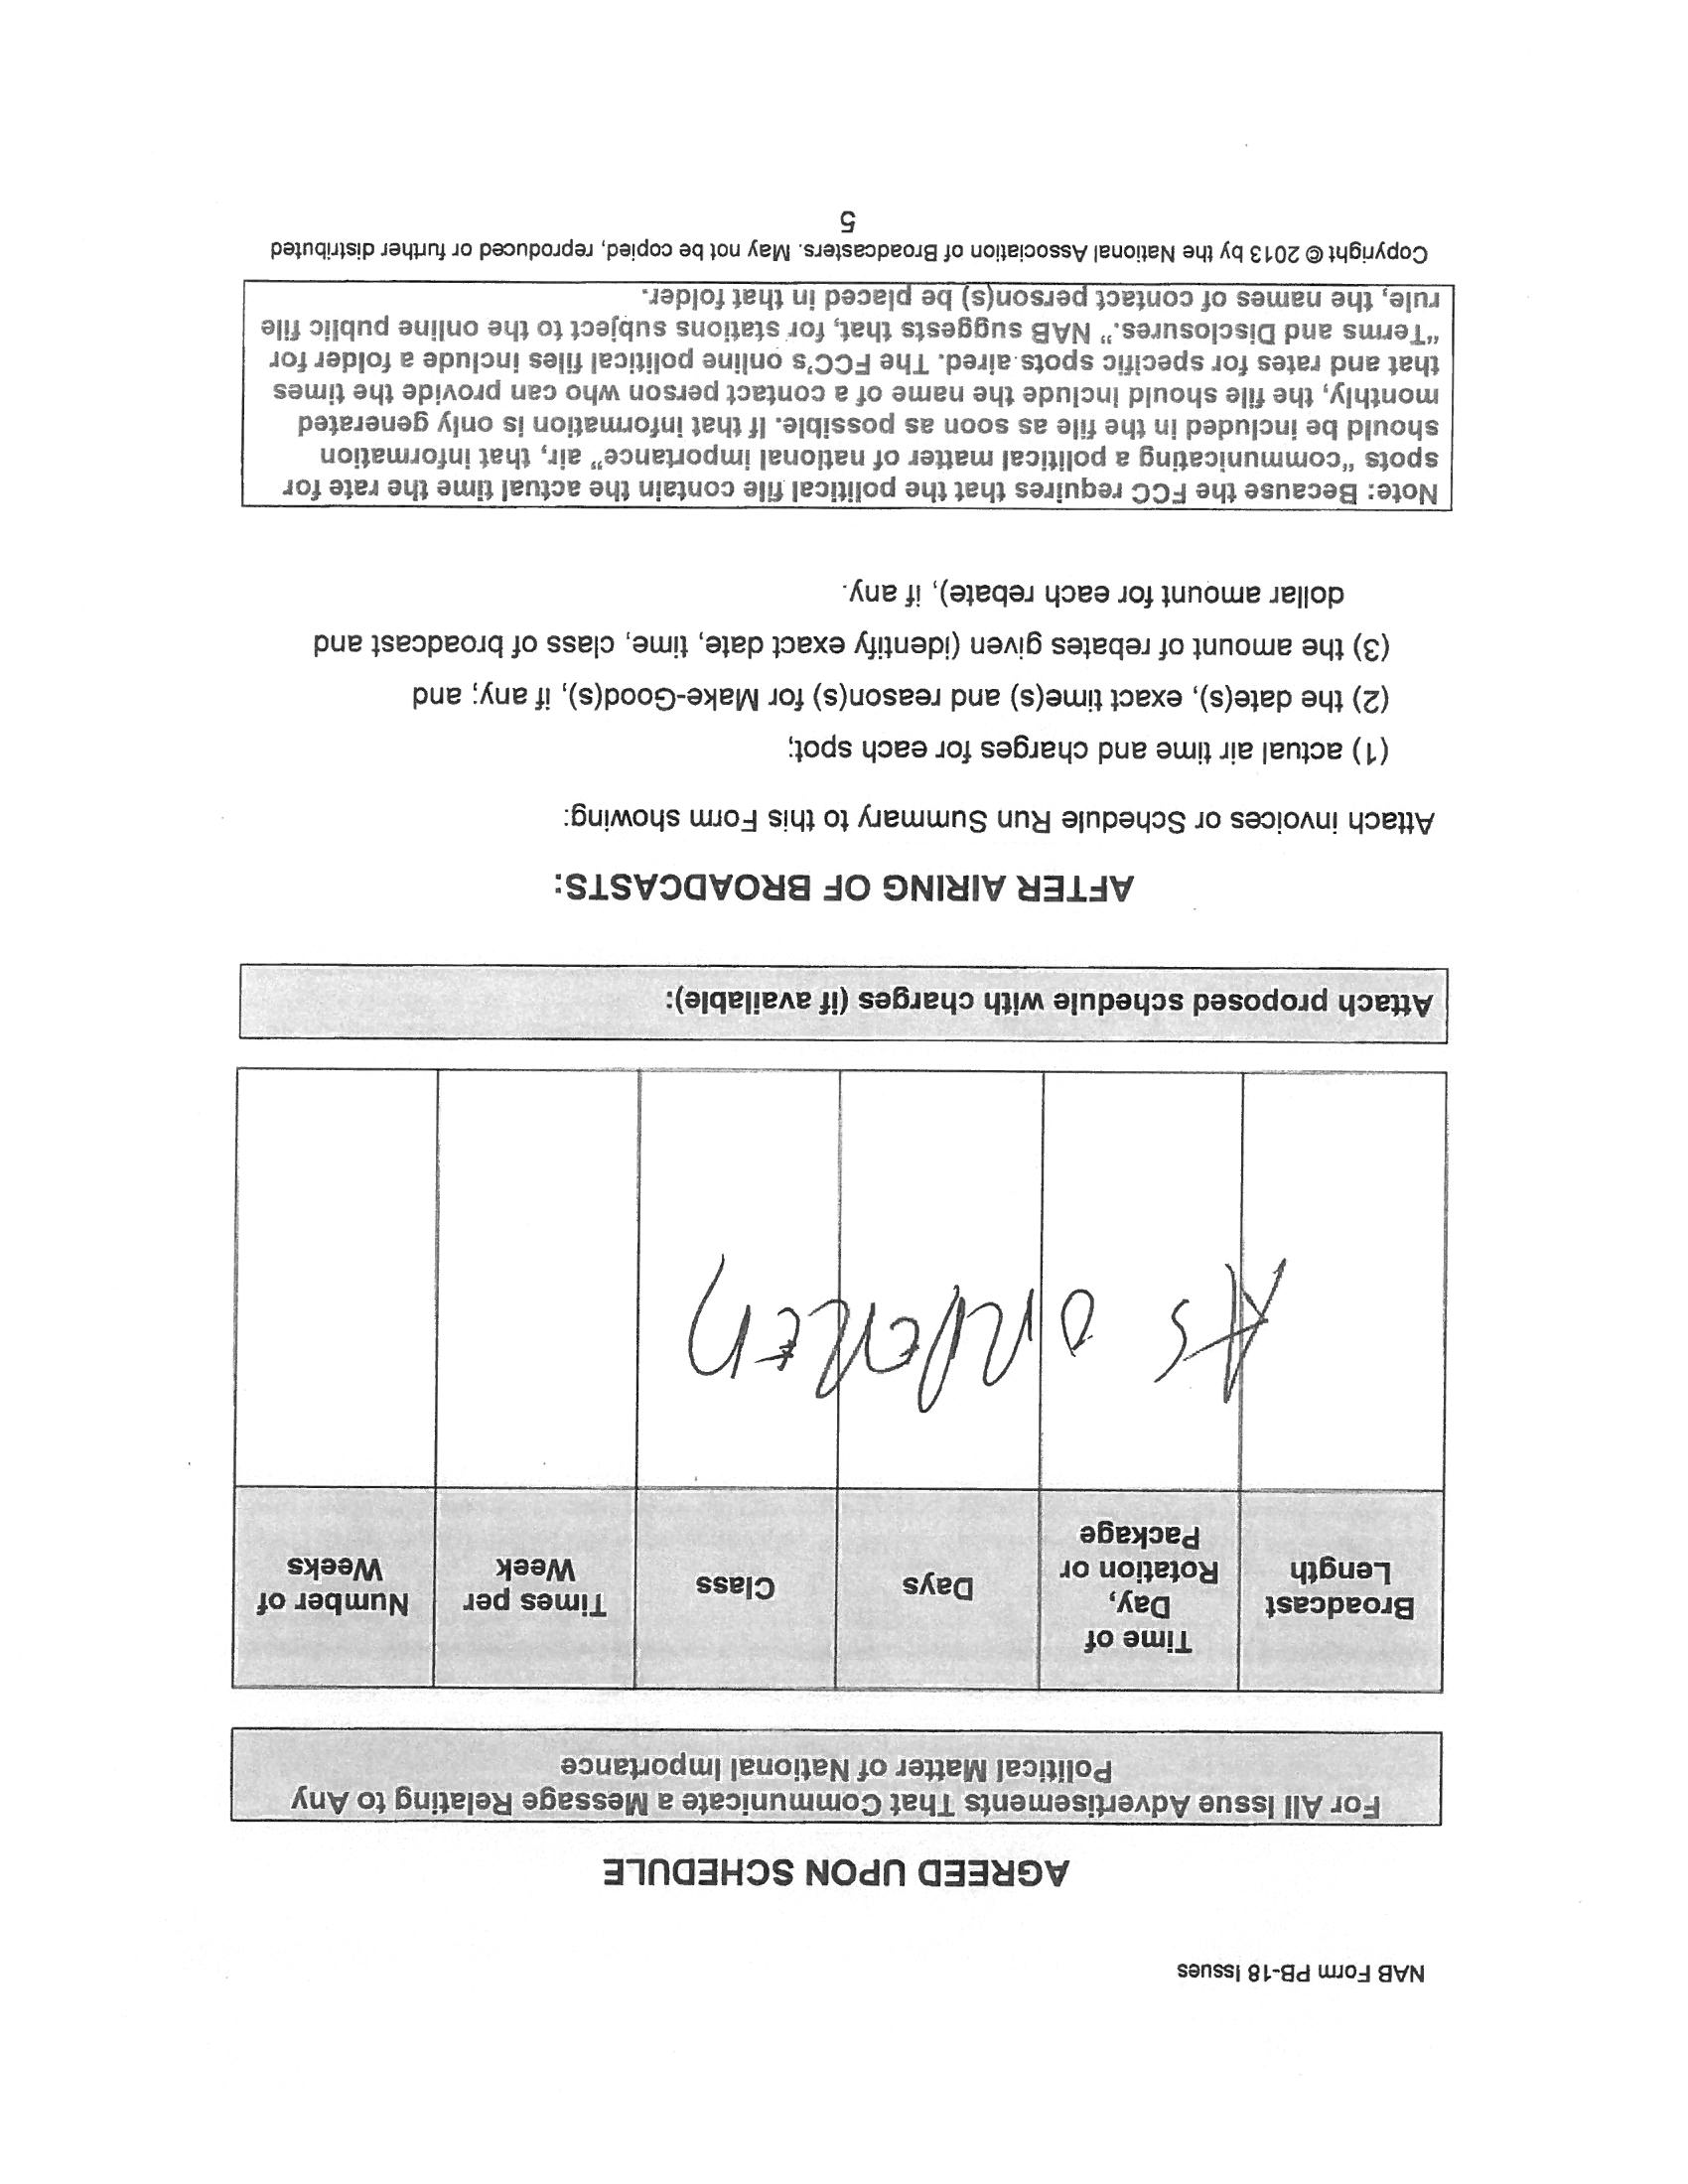 NAB Form PB-18 Issues
AGREED UPON SCHEDULE
For All Issue Advertisements That Communicate a Message Relating to Any
Political Matter of National Importance
Broadcast
Length
Time of
Day,
Rotation or
Package
Days
Class
Times per
Week
Number of
Weeks
As ORDERED
Attach proposed schedule with charges (if available):
AFTER AIRING OF BROADCASTS:
Attach invoices or Schedule Run Summary to this Form showing:
(1) actual air time and charges for each spot;
(2) the date(s), exact time(s) and reason(s) for Make-Good(s), if any; and
(3) the amount of rebates given (identify exact date, time, class of broadcast and
dollar amount for each rebate), if any.
Note: Because the FCC requires that the political file contain the actual time the rate for
spots “communicating a political matter of national importance” air, that information
should be included in the file as soon as possible. If that information is only generated
monthly, the file should include the name of a contact person who can provide the times
that and rates for specific spots aired. The FCC's online political files include a folder for
“Terms and Disclosures.” NAB suggests that, for stations subject to the online public file
rule, the names of contact person(s) be placed in that folder.
Copyright © 2013 by the National Association of Broadcasters. May not be copied, reproduced or further distributed
5